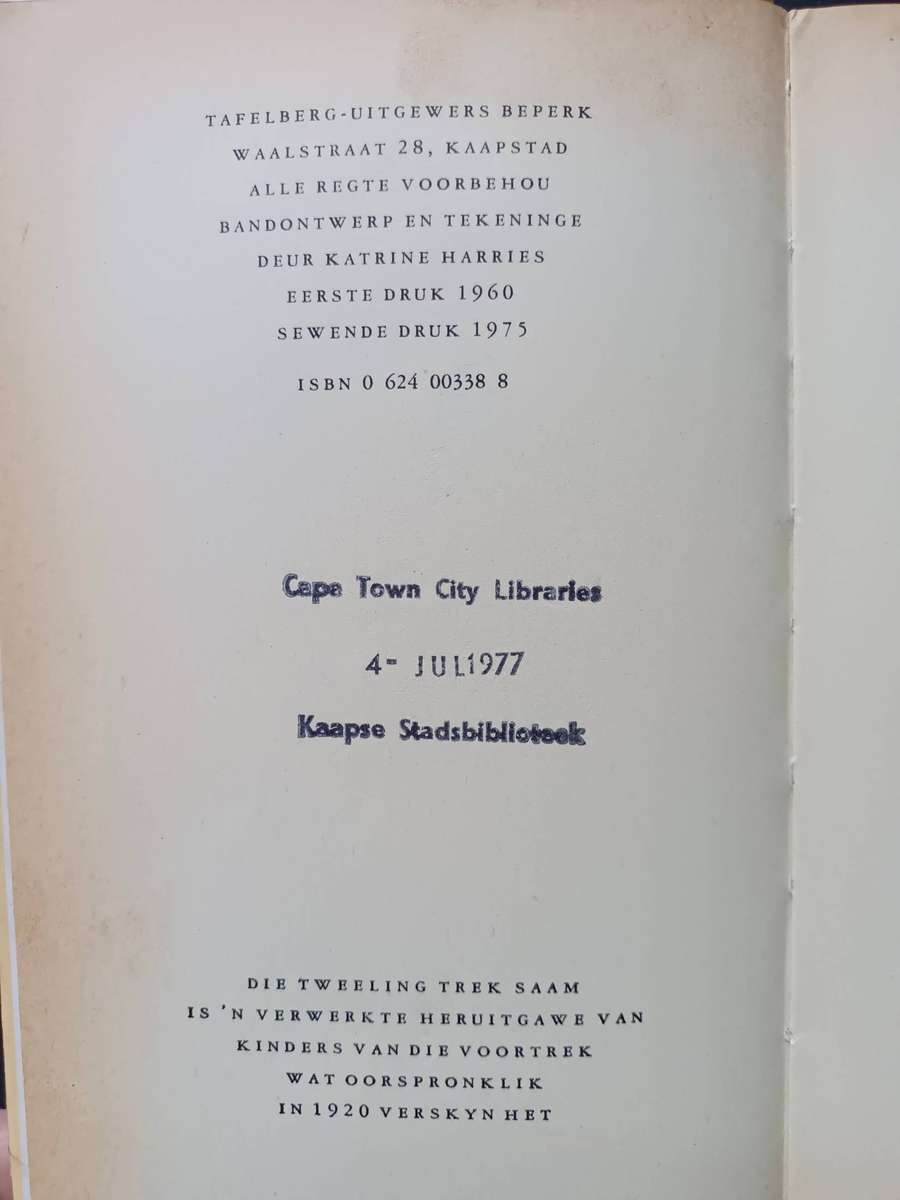 TAFELBERG-UITGEWERS BEPERK
WAALSTRAAT 28, KAAPSTAD
ALLE REGTE VOORBEHOU
BANDONTWERP EN TEKENINGE
DEUR KATRINE HARRIES
EERSTE DRUK 1960
SEWENDE DRUK 1975
ISBN 0 624 00338 8
Cape Town City Libraries
4- JUL1977
Kaapse Stadsbiblioteek
DIE TWEELING TREK SAAM
IS 'N VERWERKTE HERUITGAWE VAN
KINDERS VAN DIE VOORTREK
WAT OORSPRONKLIK
IN 1920 VERSKYN HET